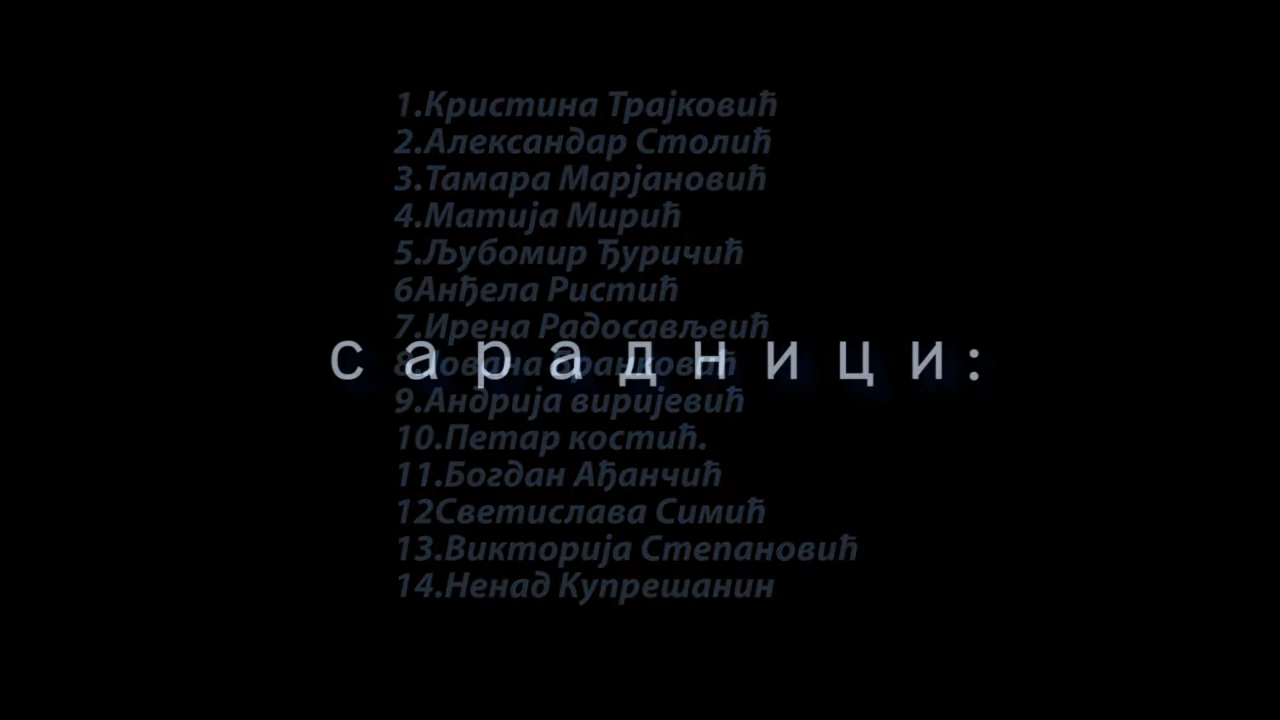 1.Кристина Трајковић
2.Александар Столић
3.Тамара Марјановић
4.Матија Мирић
5.Љубомир Ђуричић
6Анђела Ристић
7.Ирена Радосављеић
сарадници:
9.Андрија виријевић
10.Петар костић.
11.Богдан Ађанчић
12Светислава Симић
13.Викторија Степановић
14.Ненад Купрешанин